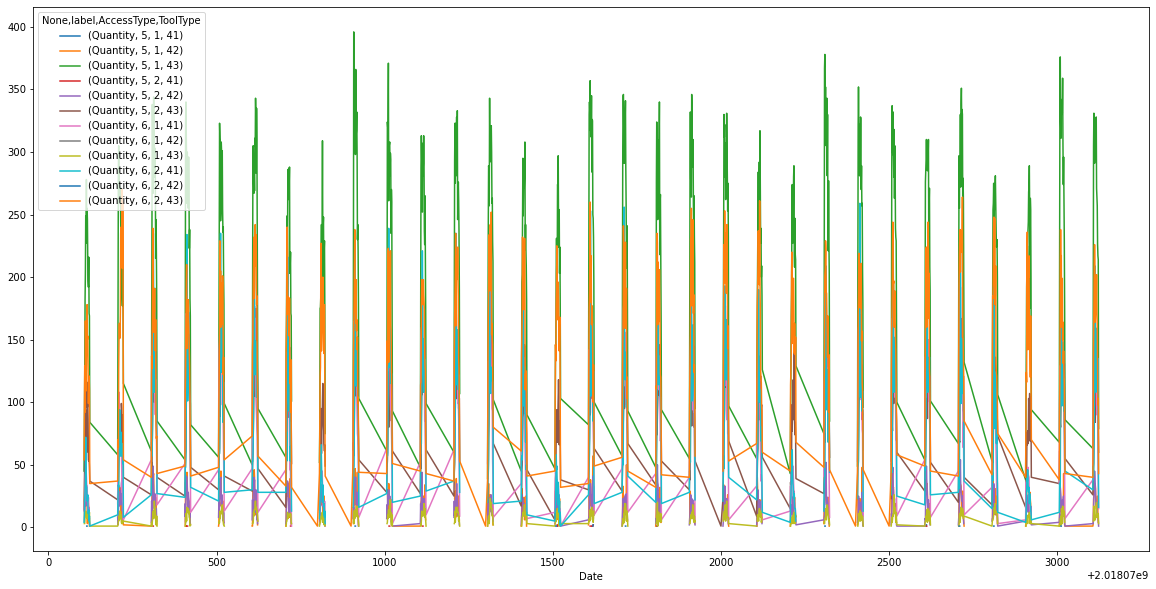 None,label,AccessType,ToolType
(Quantity, 5, 1, 41)
(Quantity, 5, 1, 42)
(Quantity, 5, 1, 43)
(Quantity, 5, 2, 41)
(Quantity, 5, 2, 42)
(Quantity, 5, 2, 43)
(Quantity, 6, 1, 41)
(Quantity, 6, 1, 42)
(Quantity, 6, 1, 43)
(Quantity, 6, 2, 41)
(Quantity, 6, 2, 42)
(Quantity, 6, 2, 43)
400
350
300
250
200
150
100
50
0
0 500 1000 1500 2000 2500 3000
Date
+2.01807e9